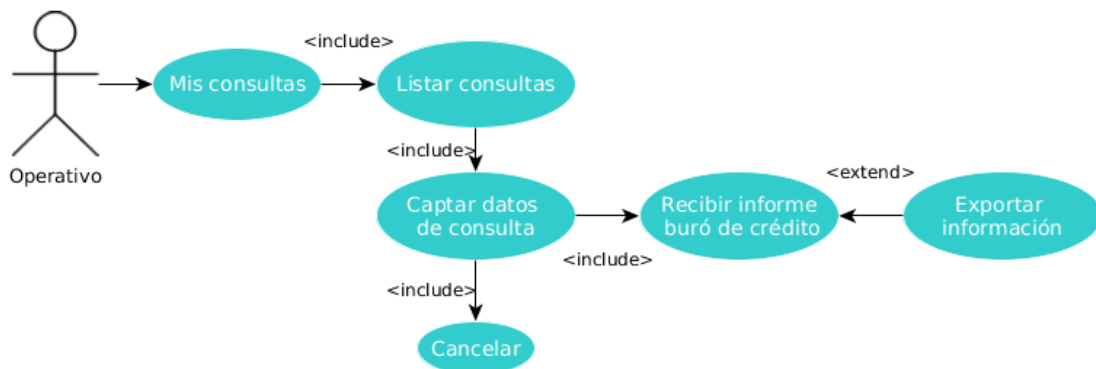 <include>
Mis consultas
Listar consultas
Operativo
<include>
Captar datos
de consulta
Recibir informe
buró de crédito
<extend>
Exportar
información
<include>
<include>
Cancelar